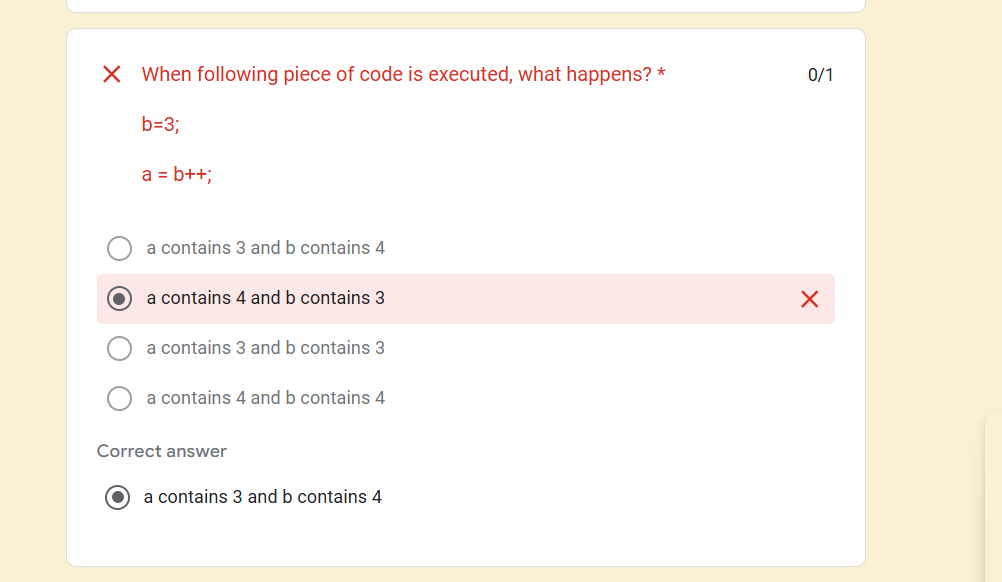 When following piece of code is executed, what happens? * 0/1
b=3;
a = b++;
a contains 3 and b contains 4
a contains 4 and b contains 3
a contains 3 and b contains 3
a contains 4 and b contains 4
Correct answer
a contains 3 and b contains 4